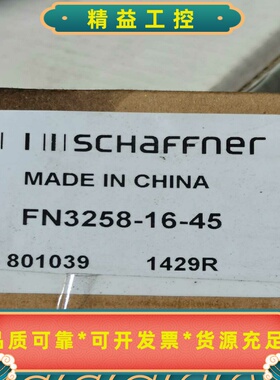 精益工控
SCHAFFNER
MADE IN CHINA
FN3258-16-45
801039 1429R
品质可靠*可开发票*货源充足